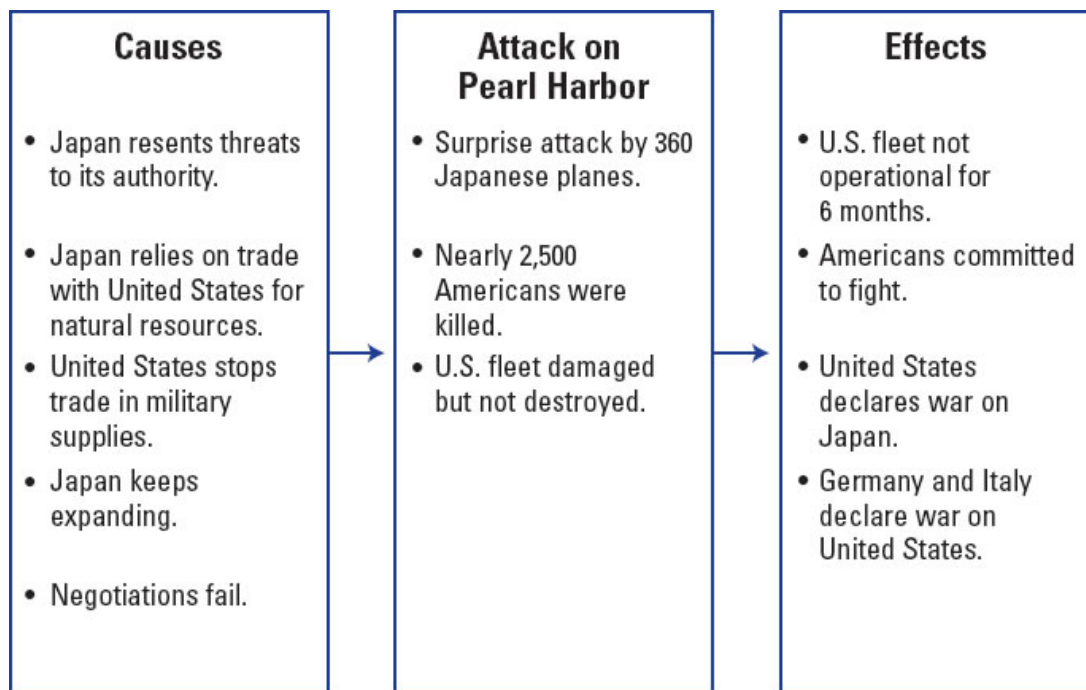 Causes
• Japan resents threats
to its authority.
• Japan relies on trade
with United States for
natural resources.
• United States stops
trade in military
supplies.
• Japan keeps
expanding.
• Negotiations fail.
Attack on
Pearl Harbor
• Surprise attack by 360
Japanese planes.
• Nearly 2,500
Americans were
killed.
• U.S. fleet damaged
but not destroyed.
Effects
• U.S. fleet not
operational for
6 months.
• Americans committed
to fight.
• United States
declares war on
Japan.
• Germany and Italy
declare war on
United States.